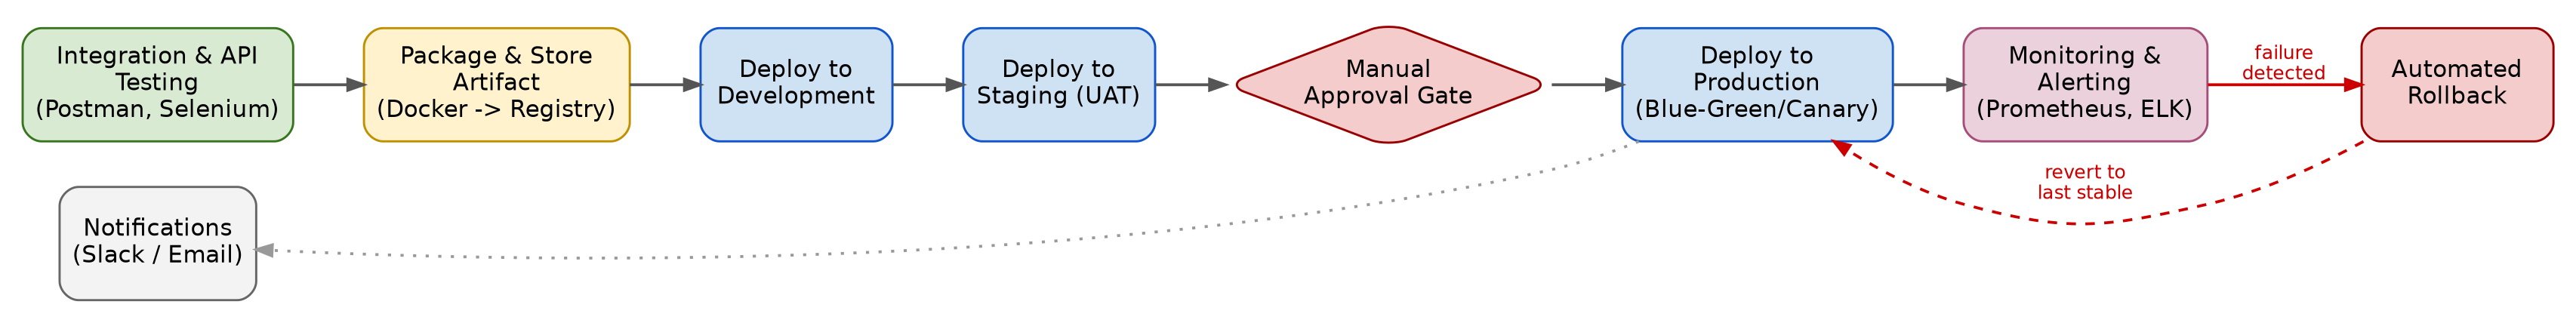 Integration & API
Testing
(Postman, Selenium)
Package & Store
Artifact
(Docker -> Registry)
Deploy to
Development
Deploy to
Staging (UAT)
Manual
Approval Gate
Deploy to
Production
(Blue-Green/Canary)
Monitoring &
Alerting
(Prometheus, ELK)
failure
detected
Automated
Rollback
revert to
last stable
Notifications
(Slack / Email)